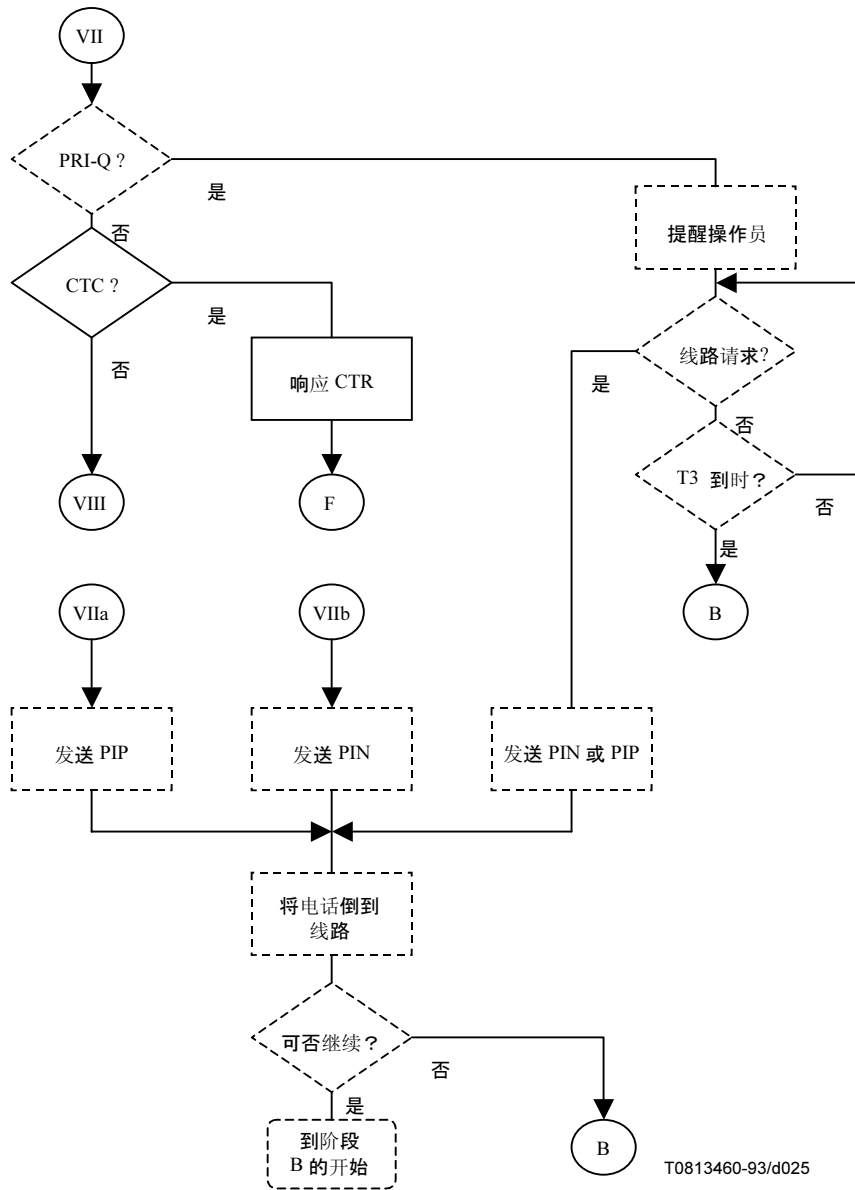 VII
PRI-Q ?
是
否
提醒操作员
CTC ?
是
否
线路请求?
是
否
响应 CTR
T3 到时 ?
否
是
VIII
F
B
VIIa
VIIb
发送 PIP
发送 PIN
发送 PIN 或 PIP
将电话倒到
线路
可否继续 ?
否
是
到阶段
B 的开始
B
T0813460-93/d025